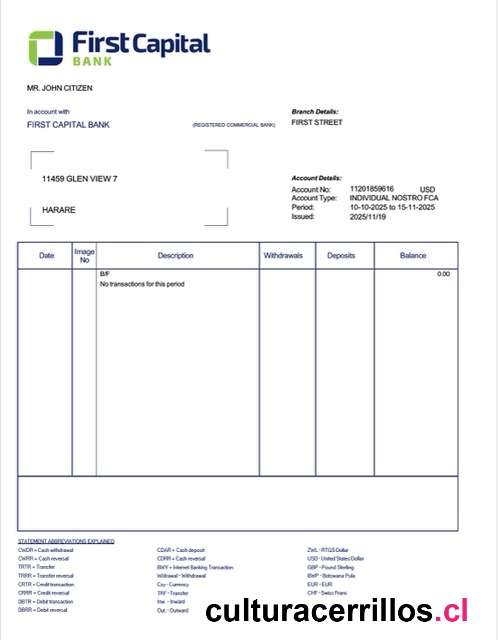 First Capital
BANK
MR. JOHN CITIZEN
In account with
FIRST CAPITAL BANK
(REGISTERED COMMERCIAL BANK)
Branch Details:
FIRST STREET
11459 GLEN VIEW 7
HARARE
Account Details:
Account No: 11201859616 USD
Account Type: INDIVIDUAL NOSTRO FCA
Period: 10-10-2025 to 15-11-2025
Issued: 2025/11/19
Date Image No Description Withdrawals Deposits Balance
B/F 0.00
No transactions for this period
STATEMENT ABBREVIATIONS EXPLAINED
CWDR = Cash withdrawal
CWRR = Cash reversal
TRTR = Transfer
TRRR = Transfer reversal
CRTR = Credit transaction
CRRR = Credit reversal
DBTR = Debit transaction
DBRR = Debit reversal
CDAR = Cash deposit
CDRR = Cash reversal
= Internet Banking Transaction
Withdrawal - Withdrawal
Ccy - Currency
TRF - Transfer
Inw. - Inward
Out. - Outward
ZWL - RTGS Dollar
USD - United States Dollar
GBP - Pound Sterling
BWP - Botswana Pula
EUR - EUR
CHF - Swiss Franc
culturacerrillos.cl